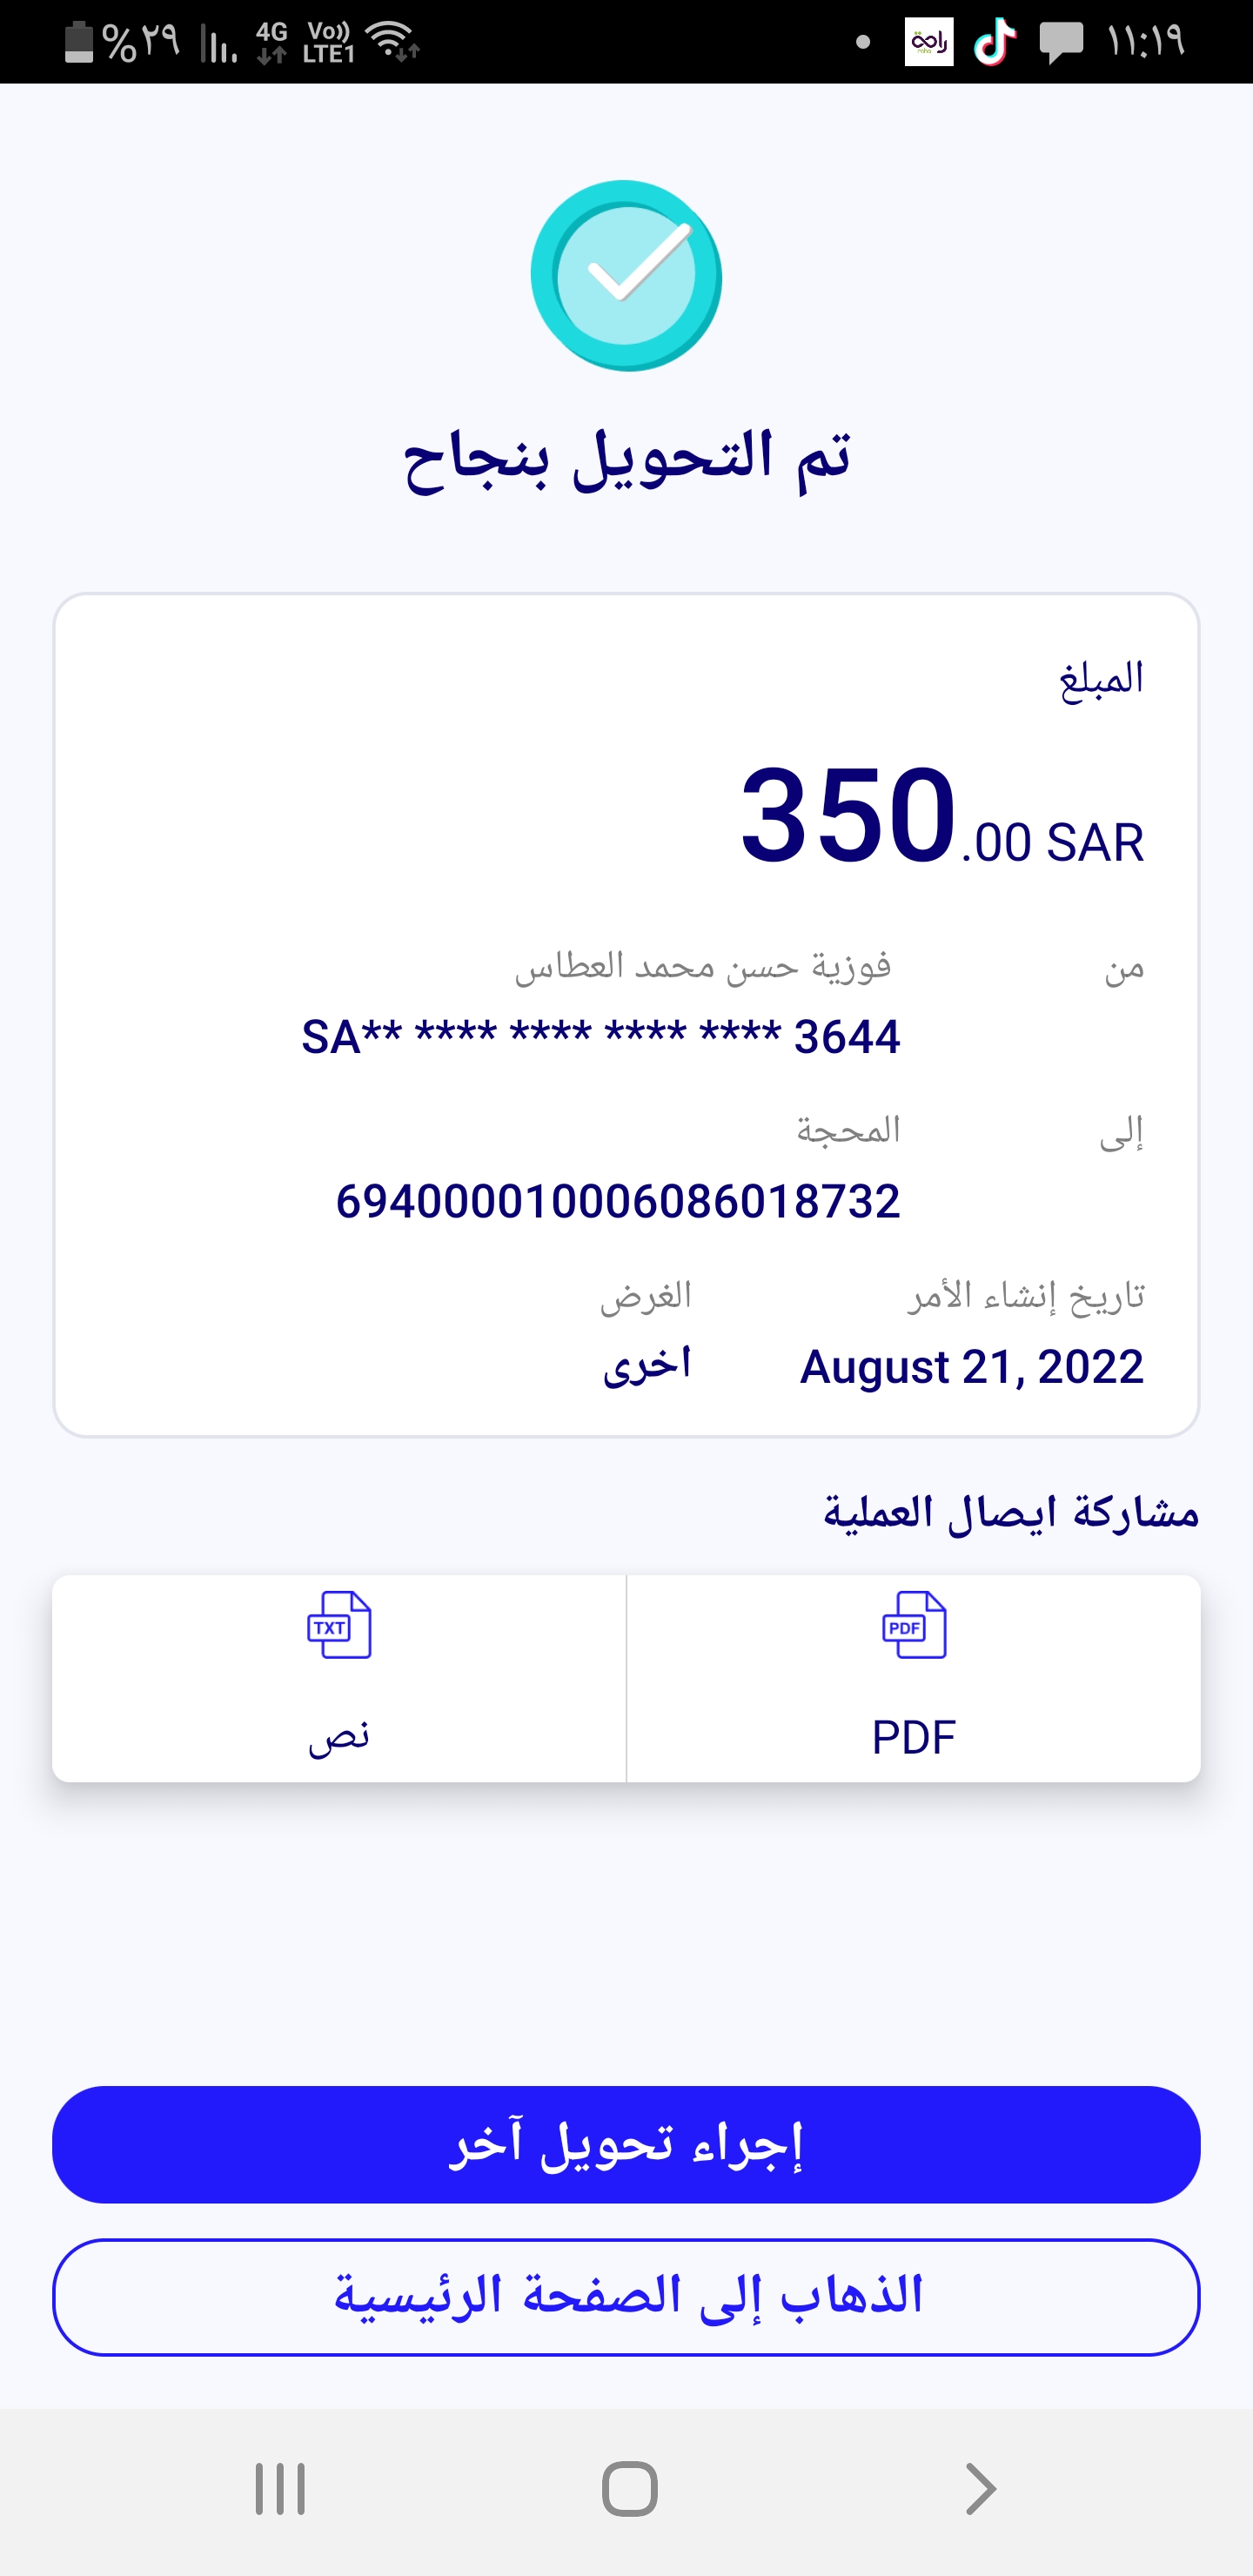 ١١:١٩ راحة raha Vo)) LTE1 4G %٢٩
تم التحويل بنجاح
المبلغ
350.00 SAR
من فوزية حسن محمد العطاس
SA** **** **** **** **** 3644
إلى المحجة
694000010006086018732
تاريخ إنشاء الأمر الغرض
August 21, 2022 اخرى
مشاركة ايصال العملية
PDF TXT
PDF نص
إجراء تحويل آخر
الذهاب إلى الصفحة الرئيسية